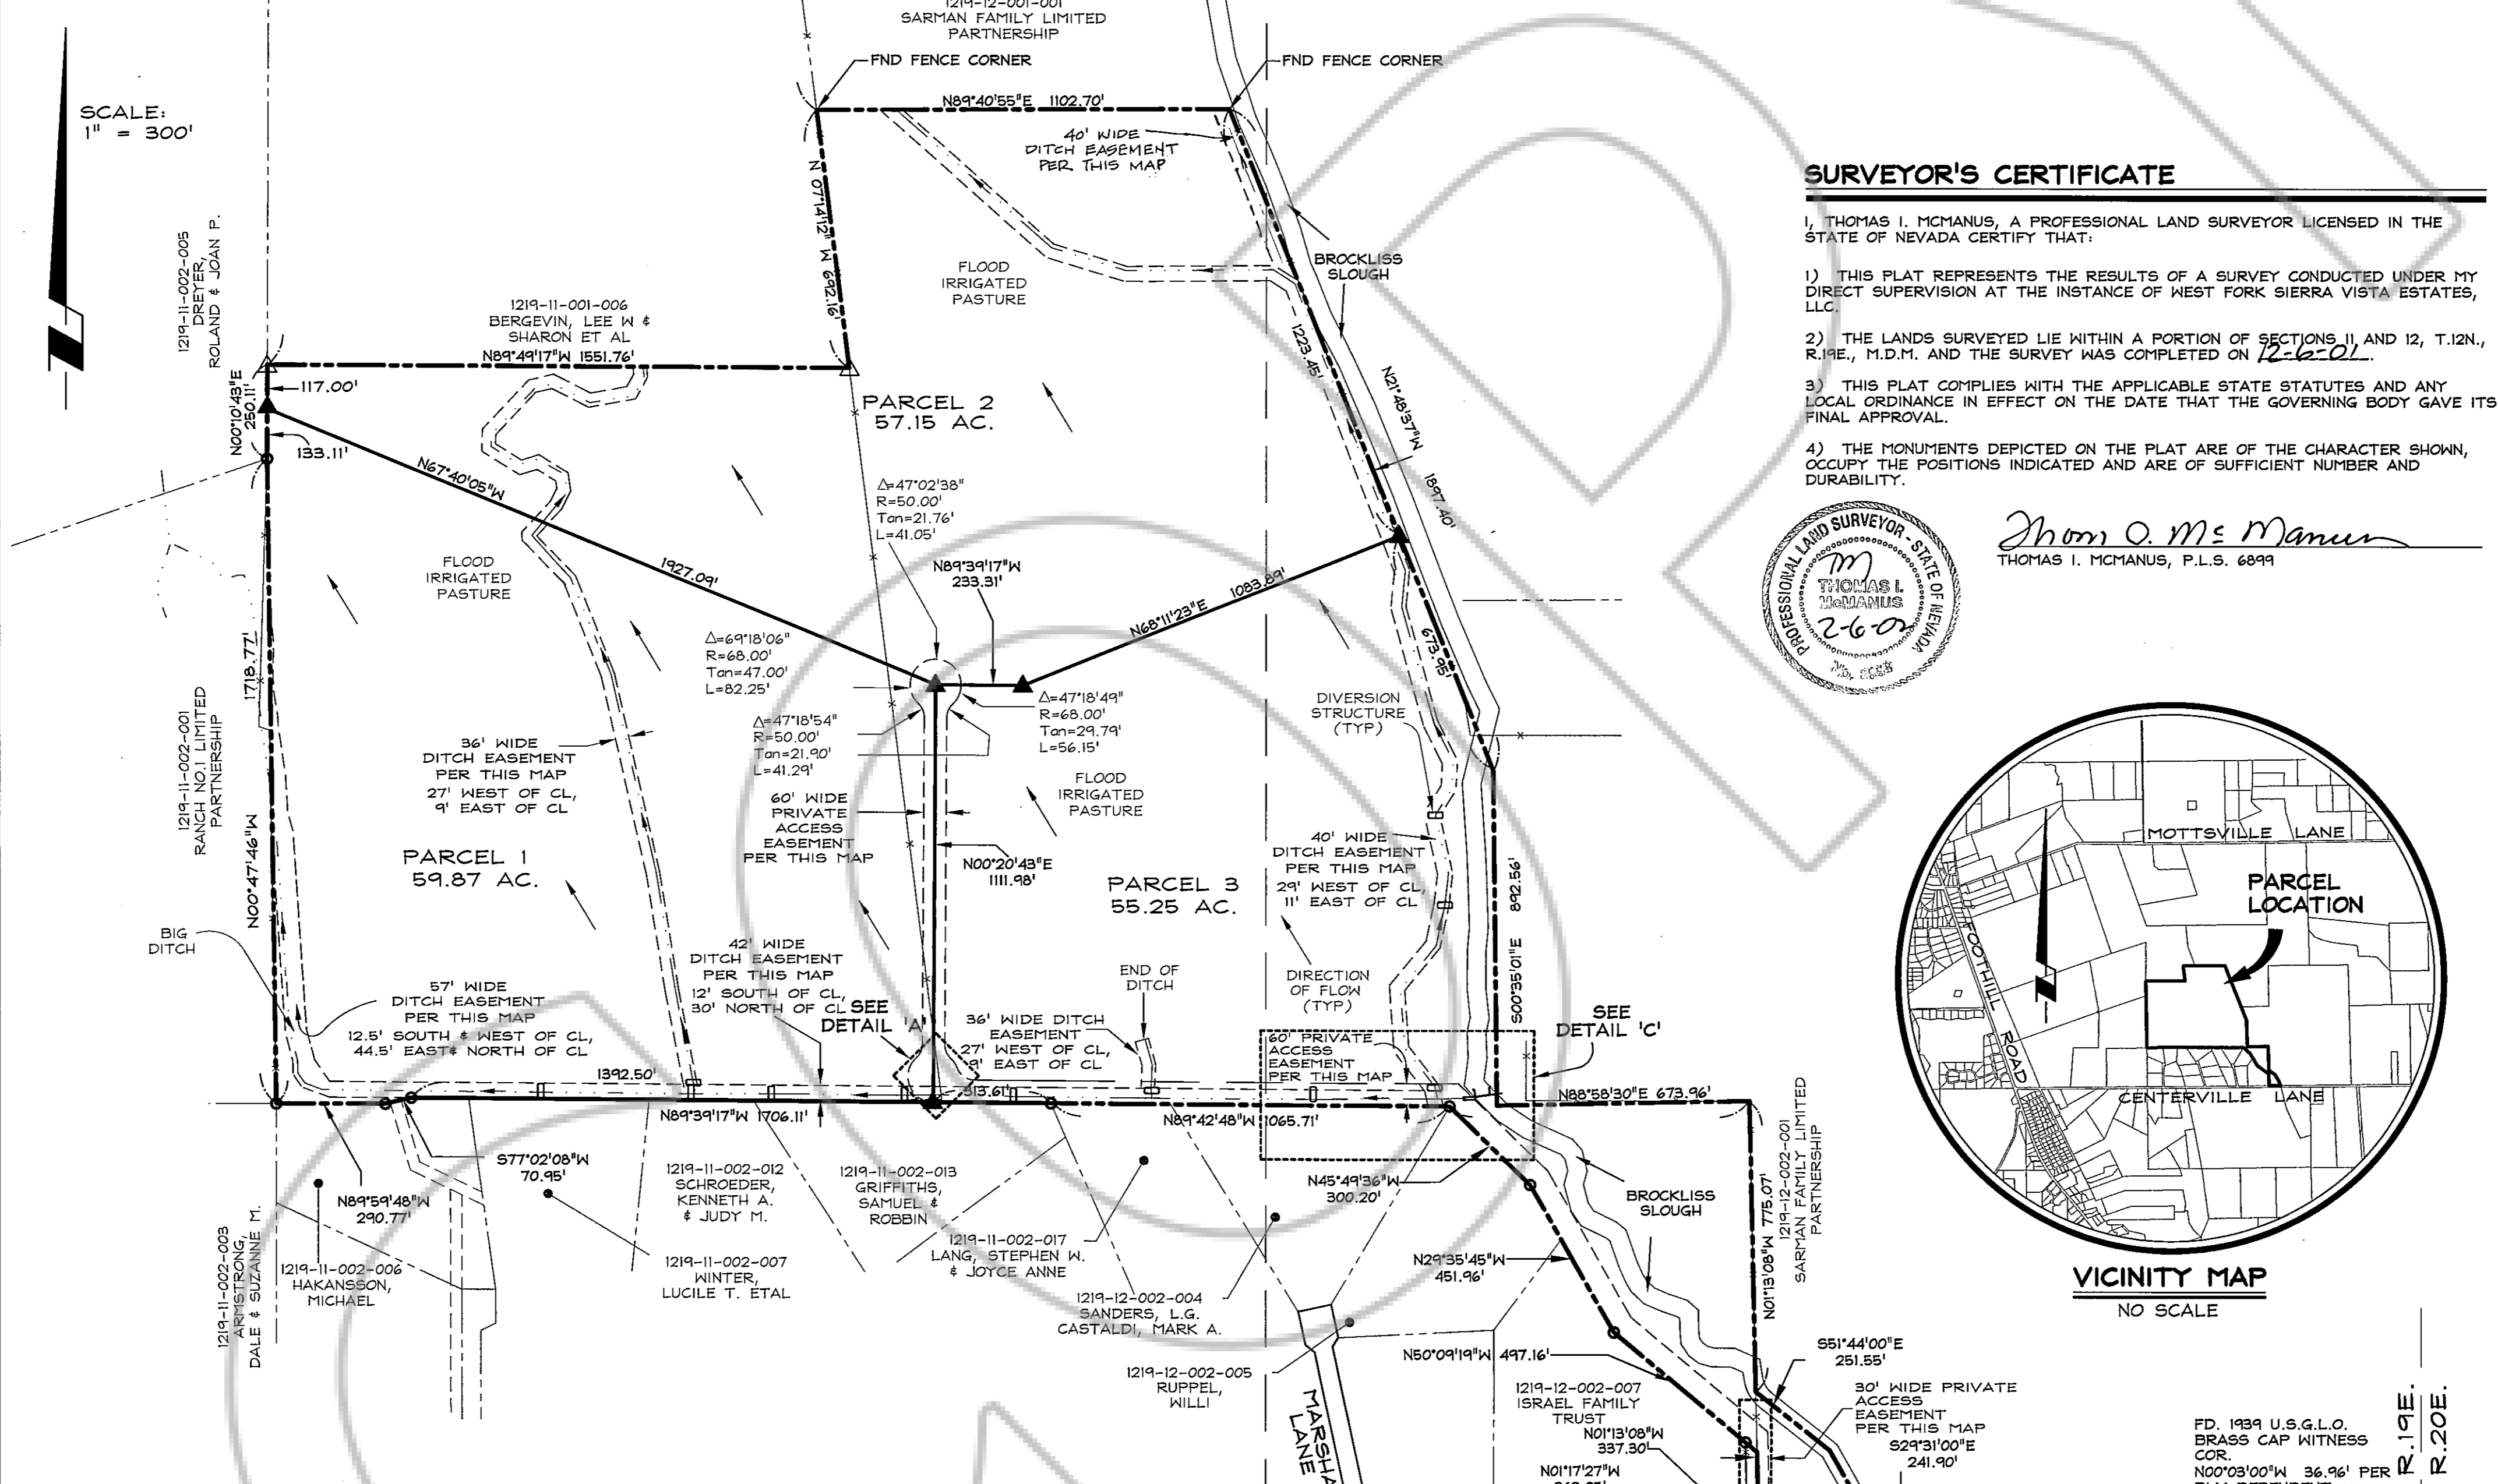 1219-12-001-001
SARMAN FAMILY LIMITED
PARTNERSHIP
FND FENCE CORNER
FND FENCE CORNER
SCALE:
1" = 300'
N89°40'55"E 1102.70'
40' WIDE
DITCH EASEMENT
PER THIS MAP
N 07°14'12" W 692.16'
1219-11-002-005
DREYER,
ROLAND & JOAN P.
FLOOD
IRRIGATED
PASTURE
BROCKLISS
SLOUGH
1219-11-001-006
BERGEVIN, LEE W &
SHARON ET AL
N89°49'17"W 1551.76'
117.00'
N00°10'43"E
250.11'
133.11'
1223.45'
N21°48'37"W 1897.40'
PARCEL 2
57.15 AC.
N67°40'05"W 1927.09'
Δ=47°02'38"
R=50.00'
Tan=21.76'
L=41.05'
N89°39'17"W
233.31'
N68°11'23"E 1083.89'
FLOOD
IRRIGATED
PASTURE
1718.77'
N00°47'46"W
Δ=69°18'06"
R=68.00'
Tan=47.00'
L=82.25'
Δ=47°18'54"
R=50.00'
Tan=21.90'
L=41.29'
Δ=47°18'49"
R=68.00'
Tan=29.79'
L=56.15'
673.95'
DIVERSION
STRUCTURE
(TYP)
1219-11-002-001
RANCH NO.1 LIMITED
PARTNERSHIP
36' WIDE
DITCH EASEMENT
PER THIS MAP
27' WEST OF CL,
9' EAST OF CL
60' WIDE
PRIVATE
ACCESS
EASEMENT
PER THIS MAP
FLOOD
IRRIGATED
PASTURE
N00°20'43"E
1111.98'
40' WIDE
DITCH EASEMENT
PER THIS MAP
29' WEST OF CL,
11' EAST OF CL
S00°35'01"E 892.56'
PARCEL 1
59.87 AC.
PARCEL 3
55.25 AC.
BIG
DITCH
42' WIDE
DITCH EASEMENT
PER THIS MAP
12' SOUTH OF CL,
30' NORTH OF CL
SEE
DETAIL 'A'
END OF
DITCH
DIRECTION
OF FLOW
(TYP)
57' WIDE
DITCH EASEMENT
PER THIS MAP
12.5' SOUTH & WEST OF CL,
44.5' EAST& NORTH OF CL
36' WIDE DITCH
EASEMENT
27' WEST OF CL,
9' EAST OF CL
60' PRIVATE
ACCESS
EASEMENT
PER THIS MAP
SEE
DETAIL 'C'
1392.50'
313.61'
N89°39'17"W 1706.11'
N89°42'48"W 1065.71'
N88°58'30"E 673.96'
S77°02'08"W
70.95'
N89°59'48"W
290.77'
1219-11-002-012
SCHROEDER,
KENNETH A.
& JUDY M.
1219-11-002-013
GRIFFITHS,
SAMUEL &
ROBBIN
N45°49'36"W
300.20'
BROCKLISS
SLOUGH
N01°13'08"W 775.07'
1219-12-002-001
SARMAN FAMILY LIMITED
PARTNERSHIP
1219-11-002-003
ARMSTRONG,
DALE & SUZANNE M.
1219-11-002-006
HAKANSSON,
MICHAEL
1219-11-002-007
WINTER,
LUCILE T. ETAL
1219-11-002-017
LANG, STEPHEN W.
& JOYCE ANNE
N29°35'45"W
451.96'
1219-12-002-004
SANDERS, L.G.
CASTALDI, MARK A.
1219-12-002-005
RUPPEL,
WILLI
N50°09'19"W 497.16'
S51°44'00"E
251.55'
1219-12-002-007
ISRAEL FAMILY
TRUST
30' WIDE PRIVATE
ACCESS
EASEMENT
PER THIS MAP
N01°13'08"W
337.30'
N01°17'27"W
S29°31'00"E
241.90'
LANE
SURVEYOR'S CERTIFICATE
I, THOMAS I. MCMANUS, A PROFESSIONAL LAND SURVEYOR LICENSED IN THE
STATE OF NEVADA CERTIFY THAT:
1) THIS PLAT REPRESENTS THE RESULTS OF A SURVEY CONDUCTED UNDER MY
DIRECT SUPERVISION AT THE INSTANCE OF WEST FORK SIERRA VISTA ESTATES,
LLC.
2) THE LANDS SURVEYED LIE WITHIN A PORTION OF SECTIONS 11 AND 12, T.12N.,
R.19E., M.D.M. AND THE SURVEY WAS COMPLETED ON 12-6-01.
3) THIS PLAT COMPLIES WITH THE APPLICABLE STATE STATUTES AND ANY
LOCAL ORDINANCE IN EFFECT ON THE DATE THAT THE GOVERNING BODY GAVE ITS
FINAL APPROVAL.
4) THE MONUMENTS DEPICTED ON THE PLAT ARE OF THE CHARACTER SHOWN,
OCCUPY THE POSITIONS INDICATED AND ARE OF SUFFICIENT NUMBER AND
DURABILITY.
PROFESSIONAL LAND SURVEYOR - STATE OF NEVADA
THOMAS I.
McMANUS
2-6-02
THOMAS I. MCMANUS, P.L.S. 6899
MOTTSVILLE LANE
PARCEL
LOCATION
FOOTHILL ROAD
CENTERVILLE LANE
VICINITY MAP
NO SCALE
FD. 1939 U.S.G.L.O.
BRASS CAP WITNESS
COR.
N00°03'00"W 36.96' PER
R.19E.
R.20E.